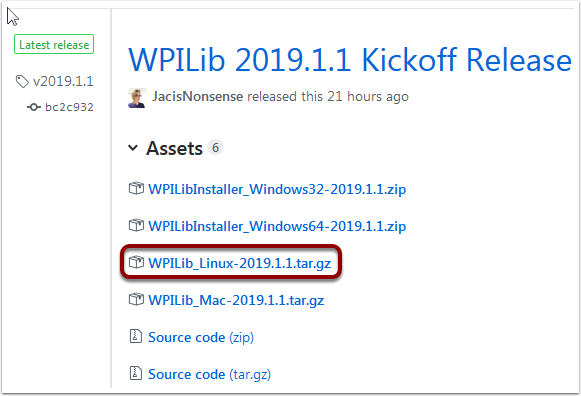 Latest release
v2019.1.1
bc2c932
WPILib 2019.1.1 Kickoff Release
JacisNonsense released this 21 hours ago
Assets 6
WPILibInstaller_Windows32-2019.1.1.zip
WPILibInstaller_Windows64-2019.1.1.zip
WPILib_Linux-2019.1.1.tar.gz
WPILib_Mac-2019.1.1.tar.gz
Source code (zip)
Source code (tar.gz)